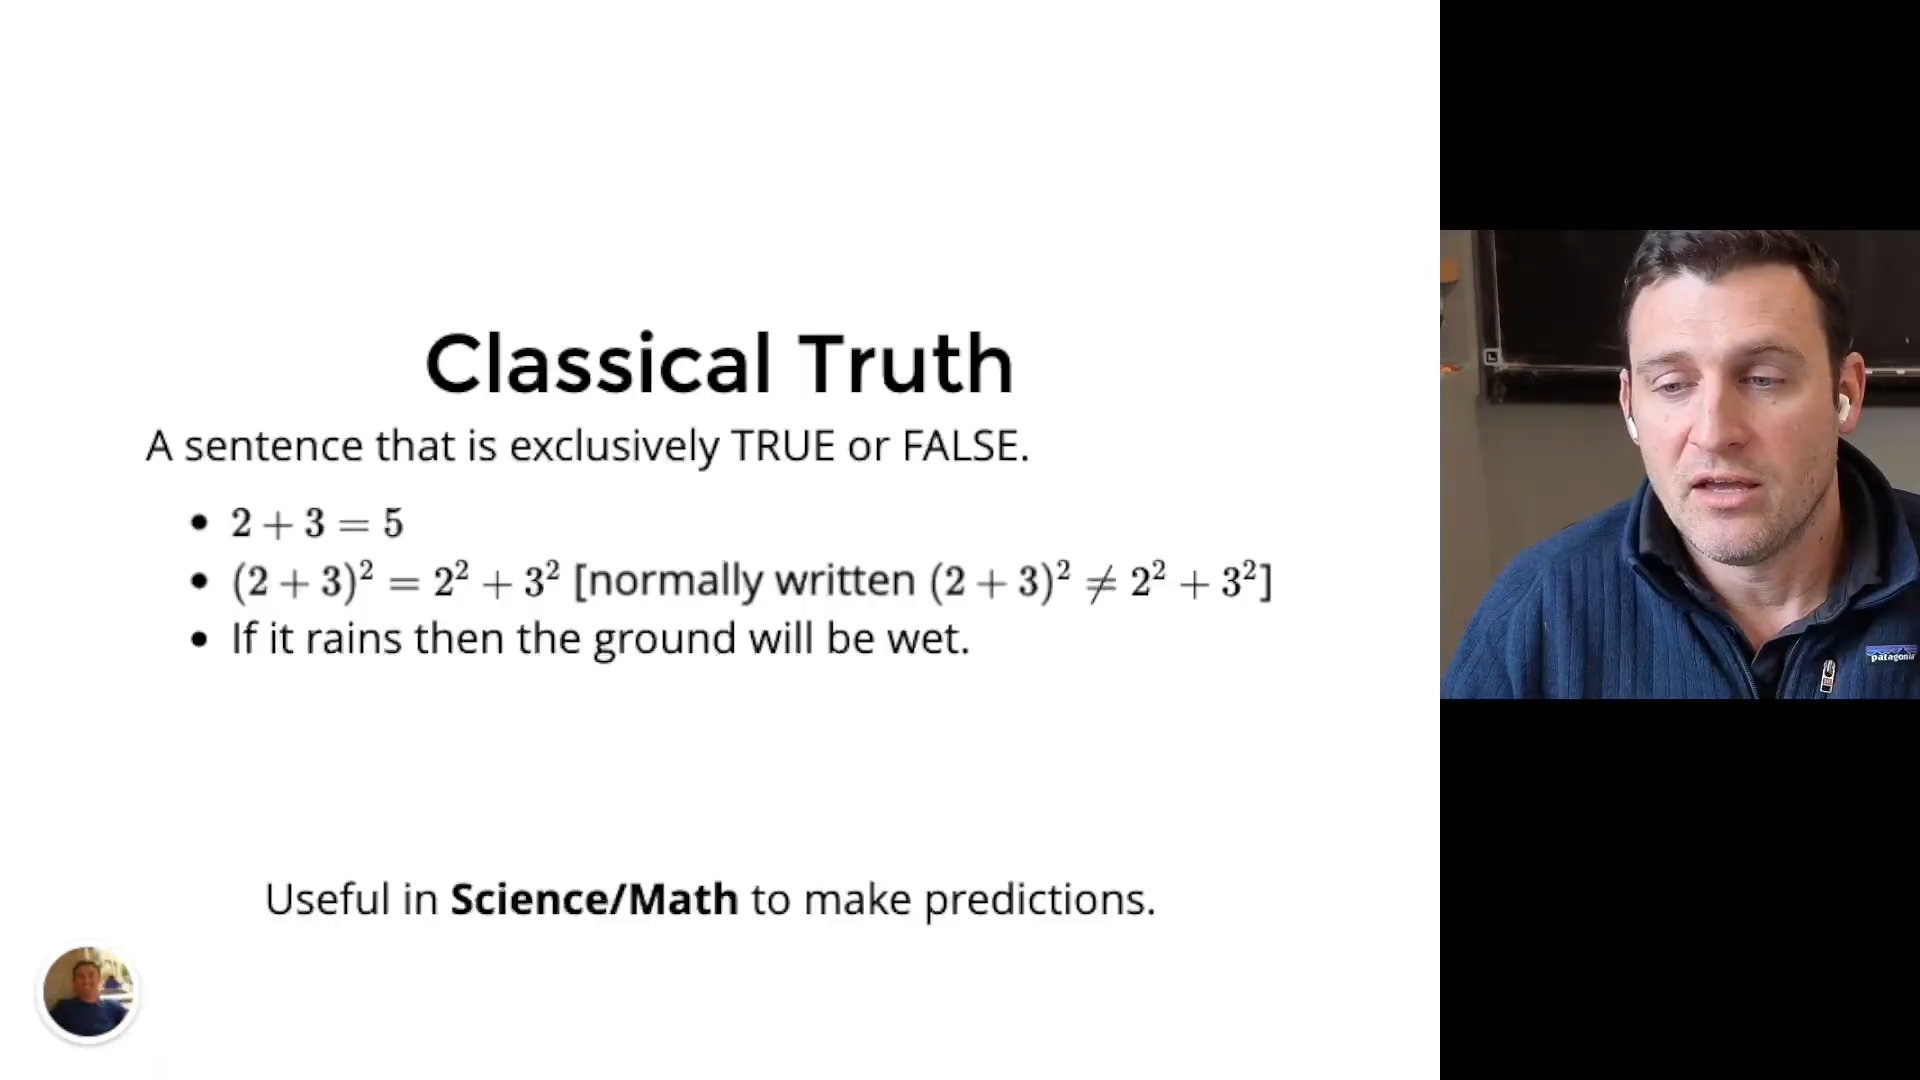 Classical Truth
A sentence that is exclusively TRUE or FALSE.
• 2 + 3 = 5
• (2 + 3)² = 2² + 3² [normally written (2 + 3)² ≠ 2² + 3²]
• If it rains then the ground will be wet.
patagonia
Useful in Science/Math to make predictions.